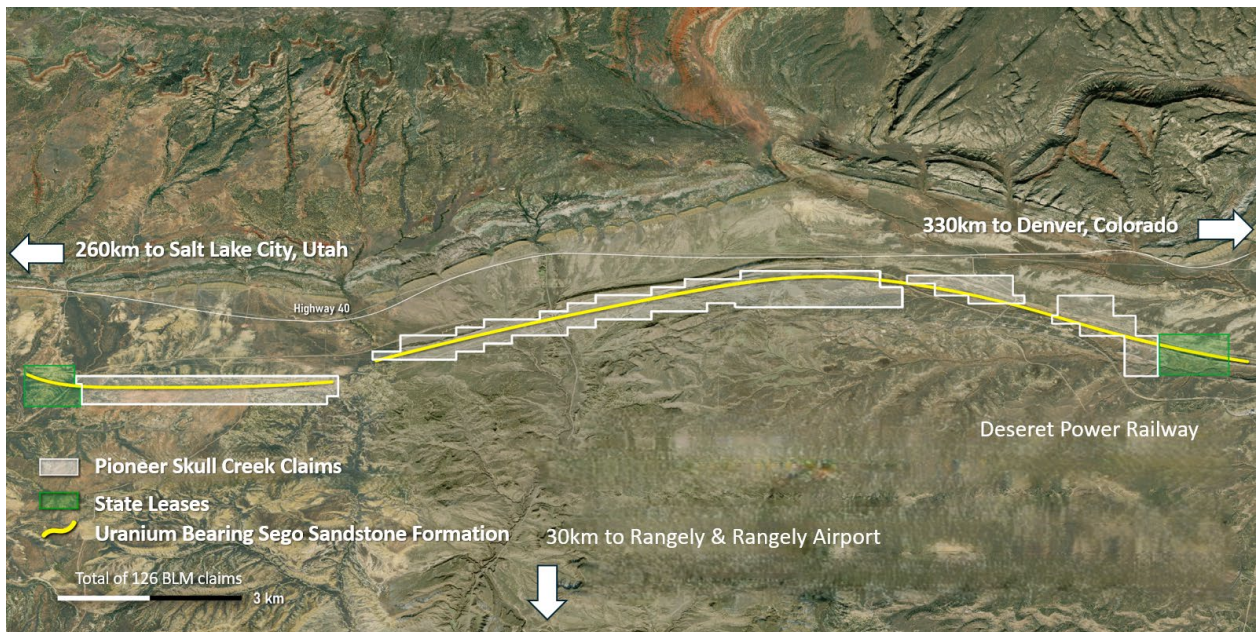 260km to Salt Lake City, Utah
330km to Denver, Colorado
Highway 40
Deseret Power Railway
Pioneer Skull Creek Claims
State Leases
Uranium Bearing Sego Sandstone Formation
30km to Rangely & Rangely Airport
Total of 126 BLM claims
3 km